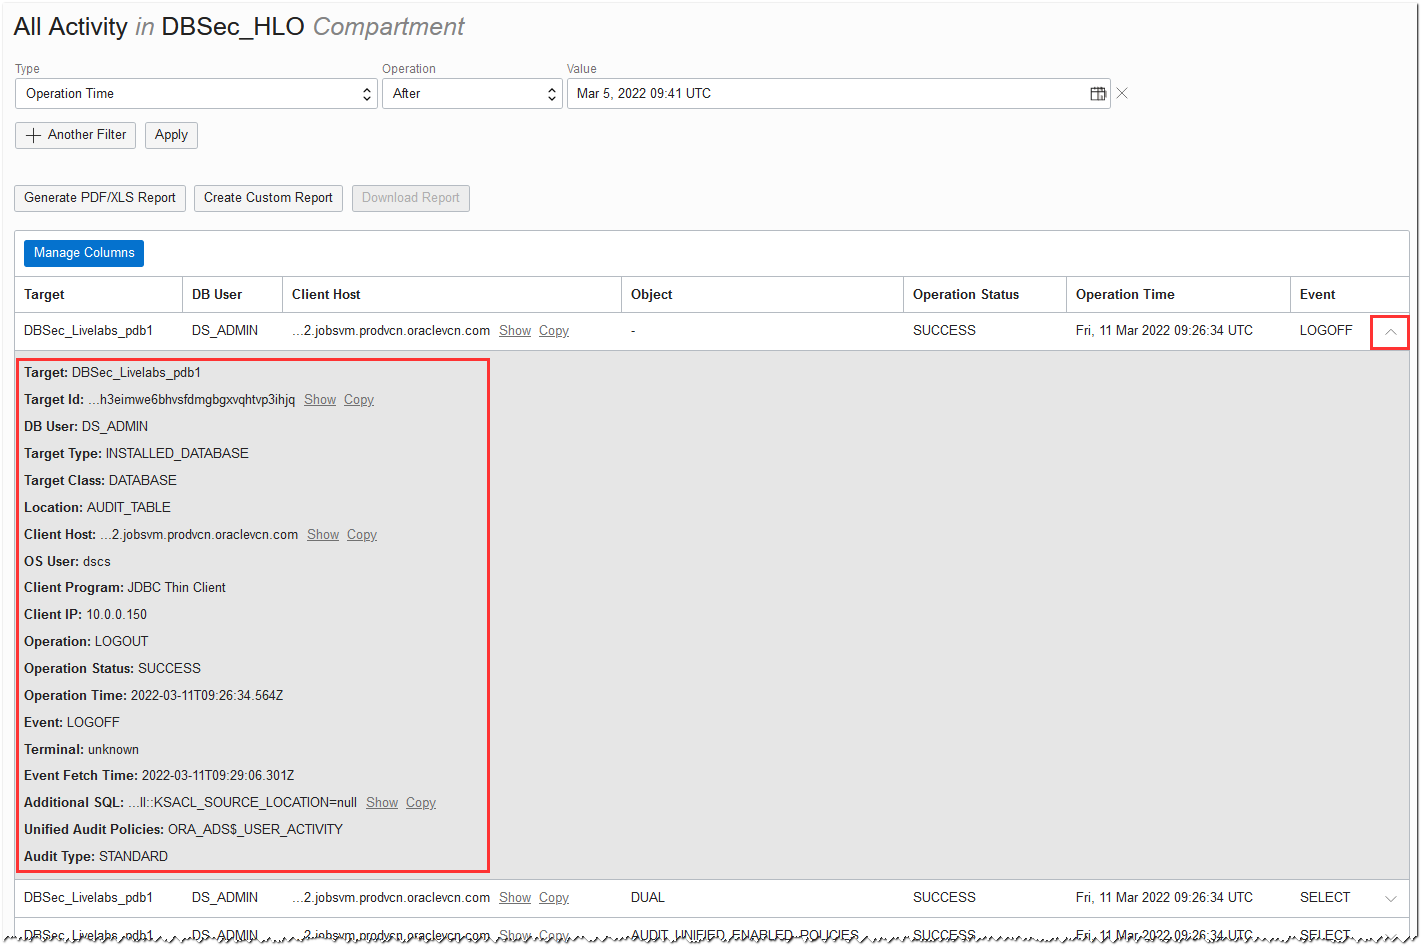 All Activity in DBSec_HLO Compartment
Type Operation Value
Operation Time After Mar 5, 2022 09:41 UTC
Another Filter Apply
Generate PDF/XLS Report Create Custom Report Download Report
Manage Columns
Target DB User Client Host Object Operation Status Operation Time Event
DBSec_Livelabs_pdb1 DS_ADMIN ...2.jobsvm.prodvcn.oraclevcn.com Show Copy - SUCCESS Fri, 11 Mar 2022 09:26:34 UTC LOGOFF
Target: DBSec_Livelabs_pdb1
Target Id: ...h3eimwe6bhvsfdmgbgxvqhtvp3ihjq Show Copy
DB User: DS_ADMIN
Target Type: INSTALLED_DATABASE
Target Class: DATABASE
Location: AUDIT_TABLE
Client Host: ...2.jobsvm.prodvcn.oraclevcn.com Show Copy
OS User: dscs
Client Program: JDBC Thin Client
Client IP: 10.0.0.150
Operation: LOGOUT
Operation Status: SUCCESS
Operation Time: 2022-03-11T09:26:34.564Z
Event: LOGOFF
Terminal: unknown
Event Fetch Time: 2022-03-11T09:29:06.301Z
Additional SQL: ...ll::KSACL_SOURCE_LOCATION=null Show Copy
Unified Audit Policies: ORA_ADS$_USER_ACTIVITY
Audit Type: STANDARD
DBSec_Livelabs_pdb1 DS_ADMIN ...2.jobsvm.prodvcn.oraclevcn.com Show Copy DUAL SUCCESS Fri, 11 Mar 2022 09:26:34 UTC SELECT
DBSec_Livelabs_pdb1 DS_ADMIN ...2.jobsvm.prodvcn.oraclevcn.com Show Copy AUDIT_UNIFIED_ENABLED_POLICIES SUCCESS Fri, 11 Mar 2022 09:26:34 UTC SELECT